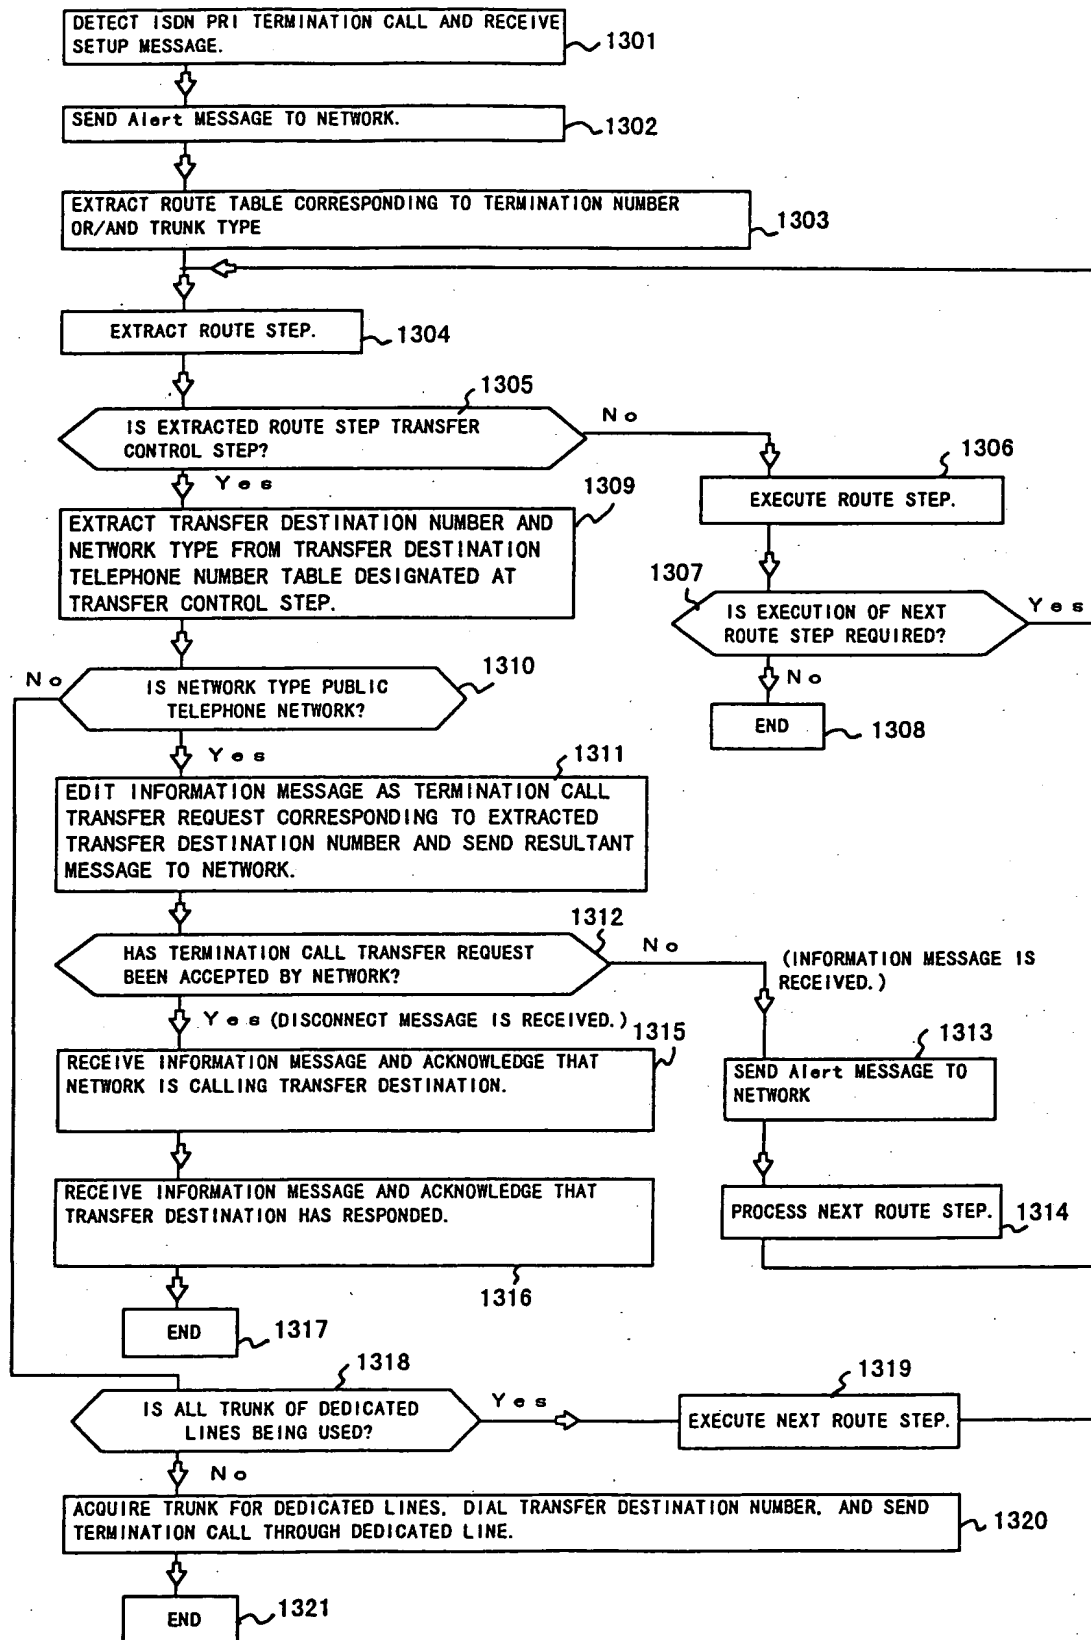 DETECT ISDN PRI TERMINATION CALL AND RECEIVE
SETUP MESSAGE.
1301
SEND Alert MESSAGE TO NETWORK.
1302
EXTRACT ROUTE TABLE CORRESPONDING TO TERMINATION NUMBER
OR/AND TRUNK TYPE
1303
EXTRACT ROUTE STEP.
1304
1305
IS EXTRACTED ROUTE STEP TRANSFER
CONTROL STEP?
No
Yes
1306
EXECUTE ROUTE STEP.
1309
EXTRACT TRANSFER DESTINATION NUMBER AND
NETWORK TYPE FROM TRANSFER DESTINATION
TELEPHONE NUMBER TABLE DESIGNATED AT
TRANSFER CONTROL STEP.
1307
IS EXECUTION OF NEXT
ROUTE STEP REQUIRED?
Yes
No
END
1308
No
1310
IS NETWORK TYPE PUBLIC
TELEPHONE NETWORK?
Yes
1311
EDIT INFORMATION MESSAGE AS TERMINATION CALL
TRANSFER REQUEST CORRESPONDING TO EXTRACTED
TRANSFER DESTINATION NUMBER AND SEND RESULTANT
MESSAGE TO NETWORK.
1312
HAS TERMINATION CALL TRANSFER REQUEST
BEEN ACCEPTED BY NETWORK?
No
(INFORMATION MESSAGE IS
RECEIVED.)
Yes (DISCONNECT MESSAGE IS RECEIVED.)
1315
RECEIVE INFORMATION MESSAGE AND ACKNOWLEDGE THAT
NETWORK IS CALLING TRANSFER DESTINATION.
1313
SEND Alert MESSAGE TO
NETWORK
RECEIVE INFORMATION MESSAGE AND ACKNOWLEDGE THAT
TRANSFER DESTINATION HAS RESPONDED.
1316
PROCESS NEXT ROUTE STEP.
1314
END
1317
1318
IS ALL TRUNK OF DEDICATED
LINES BEING USED?
Yes
1319
EXECUTE NEXT ROUTE STEP.
No
ACQUIRE TRUNK FOR DEDICATED LINES, DIAL TRANSFER DESTINATION NUMBER, AND SEND
TERMINATION CALL THROUGH DEDICATED LINE.
1320
END
1321